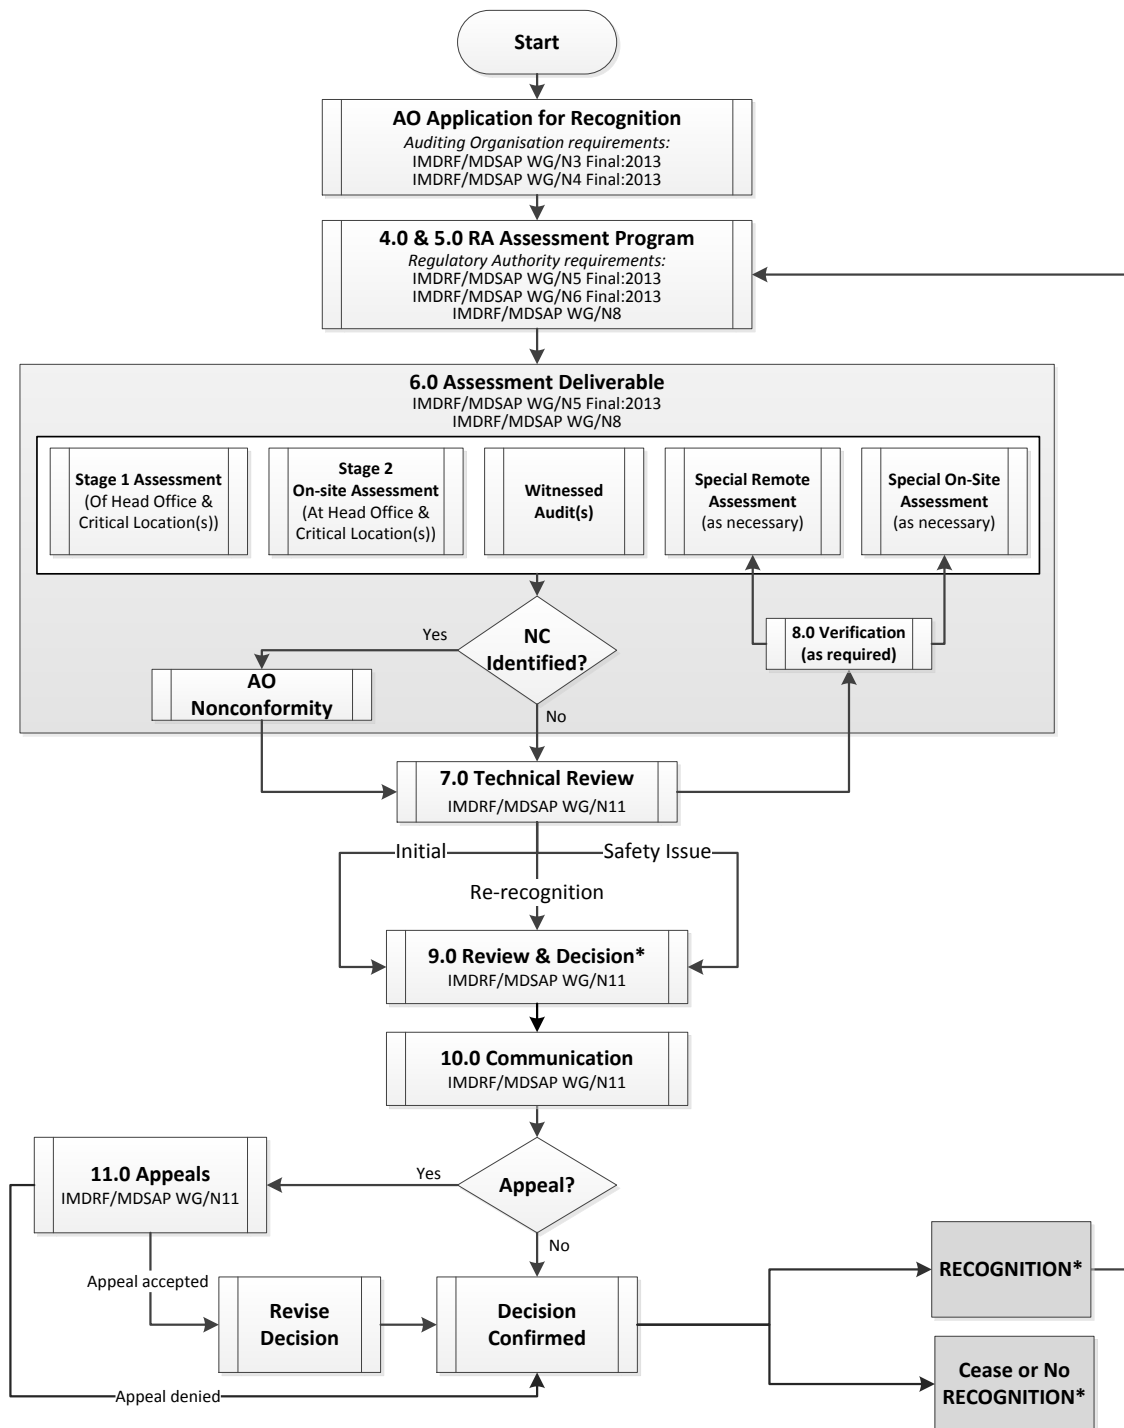 Start
AO Application for Recognition
Auditing Organisation requirements:
IMDRF/MDSAP WG/N3 Final:2013
IMDRF/MDSAP WG/N4 Final:2013
4.0 & 5.0 RA Assessment Program
Regulatory Authority requirements:
IMDRF/MDSAP WG/N5 Final:2013
IMDRF/MDSAP WG/N6 Final:2013
IMDRF/MDSAP WG/N8
6.0 Assessment Deliverable
IMDRF/MDSAP WG/N5 Final:2013
IMDRF/MDSAP WG/N8
Stage 1 Assessment
(Of Head Office &
Critical Location(s))
Stage 2
On-site Assessment
(At Head Office &
Critical Location(s))
Witnessed
Audit(s)
Special Remote
Assessment
(as necessary)
Special On-Site
Assessment
(as necessary)
NC
Identified?
Yes
No
8.0 Verification
(as required)
AO
Nonconformity
7.0 Technical Review
IMDRF/MDSAP WG/N11
Initial
Safety Issue
Re-recognition
9.0 Review & Decision*
IMDRF/MDSAP WG/N11
10.0 Communication
IMDRF/MDSAP WG/N11
Appeal?
Yes
No
11.0 Appeals
IMDRF/MDSAP WG/N11
Appeal accepted
Revise
Decision
Decision
Confirmed
Appeal denied
RECOGNITION*
Cease or No
RECOGNITION*